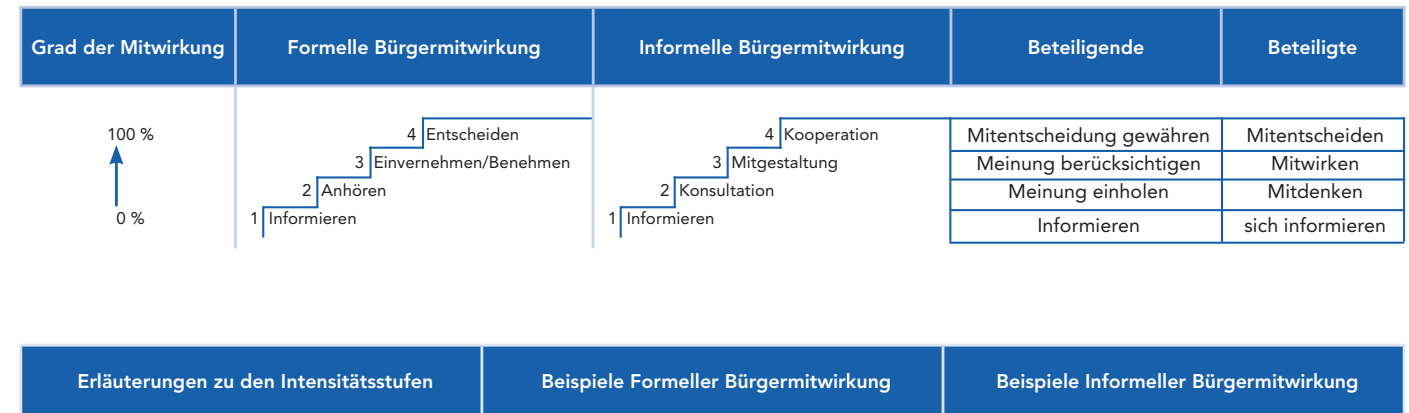 Grad der Mitwirkung Formelle Bürgermitwirkung Informelle Bürgermitwirkung Beteiligende Beteiligte
100 % 4 Entscheiden 4 Kooperation Mitentscheidung gewähren Mitentscheiden
3 Einvernehmen/Benehmen 3 Mitgestaltung Meinung berücksichtigen Mitwirken
2 Anhören 2 Konsultation Meinung einholen Mitdenken
0 % 1 Informieren 1 Informieren Informieren sich informieren
Erläuterungen zu den Intensitätsstufen Beispiele Formeller Bürgermitwirkung Beispiele Informeller Bürgermitwirkung